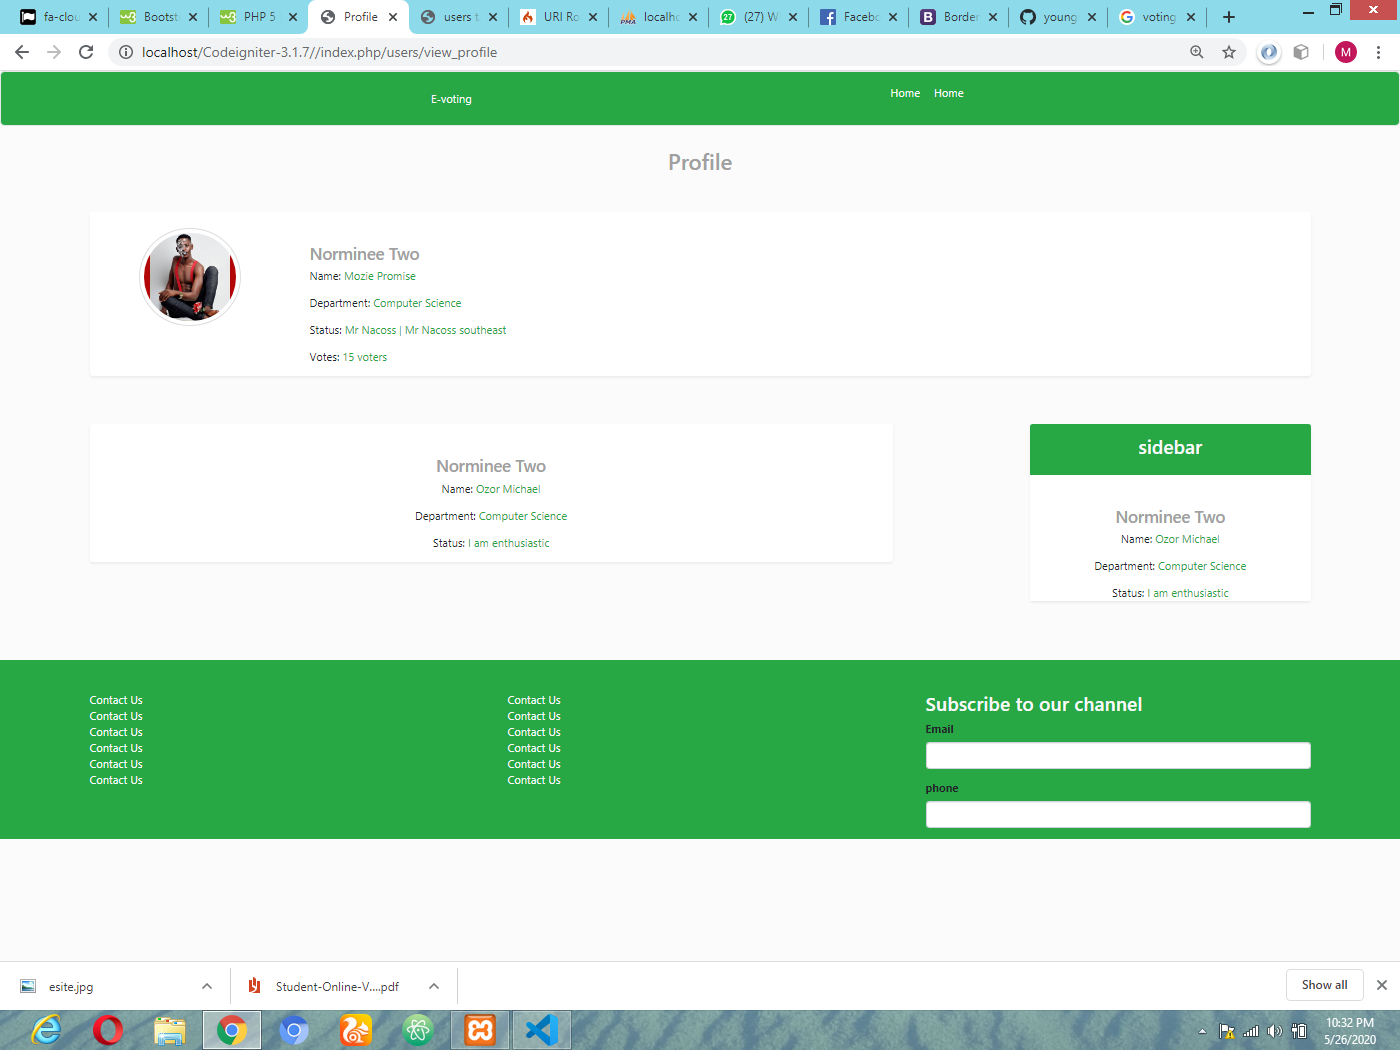 fa-clou
Bootst
PHP 5
Profile
users t
URI Ro
localho
(27) W
Facebo
Border
young
voting
localhost/Codeigniter-3.1.7//index.php/users/view_profile
M
E-voting
Home Home
Profile
Norminee Two
Name: Mozie Promise
Department: Computer Science
Status: Mr Nacoss | Mr Nacoss southeast
Votes: 15 voters
Norminee Two
Name: Ozor Michael
Department: Computer Science
Status: I am enthusiastic
sidebar
Norminee Two
Name: Ozor Michael
Department: Computer Science
Status: I am enthusiastic
Contact Us
Contact Us
Contact Us
Contact Us
Contact Us
Contact Us
Contact Us
Contact Us
Contact Us
Contact Us
Contact Us
Contact Us
Subscribe to our channel
Email
phone
esite.jpg
Student-Online-V....pdf
Show all
10:32 PM
5/26/2020